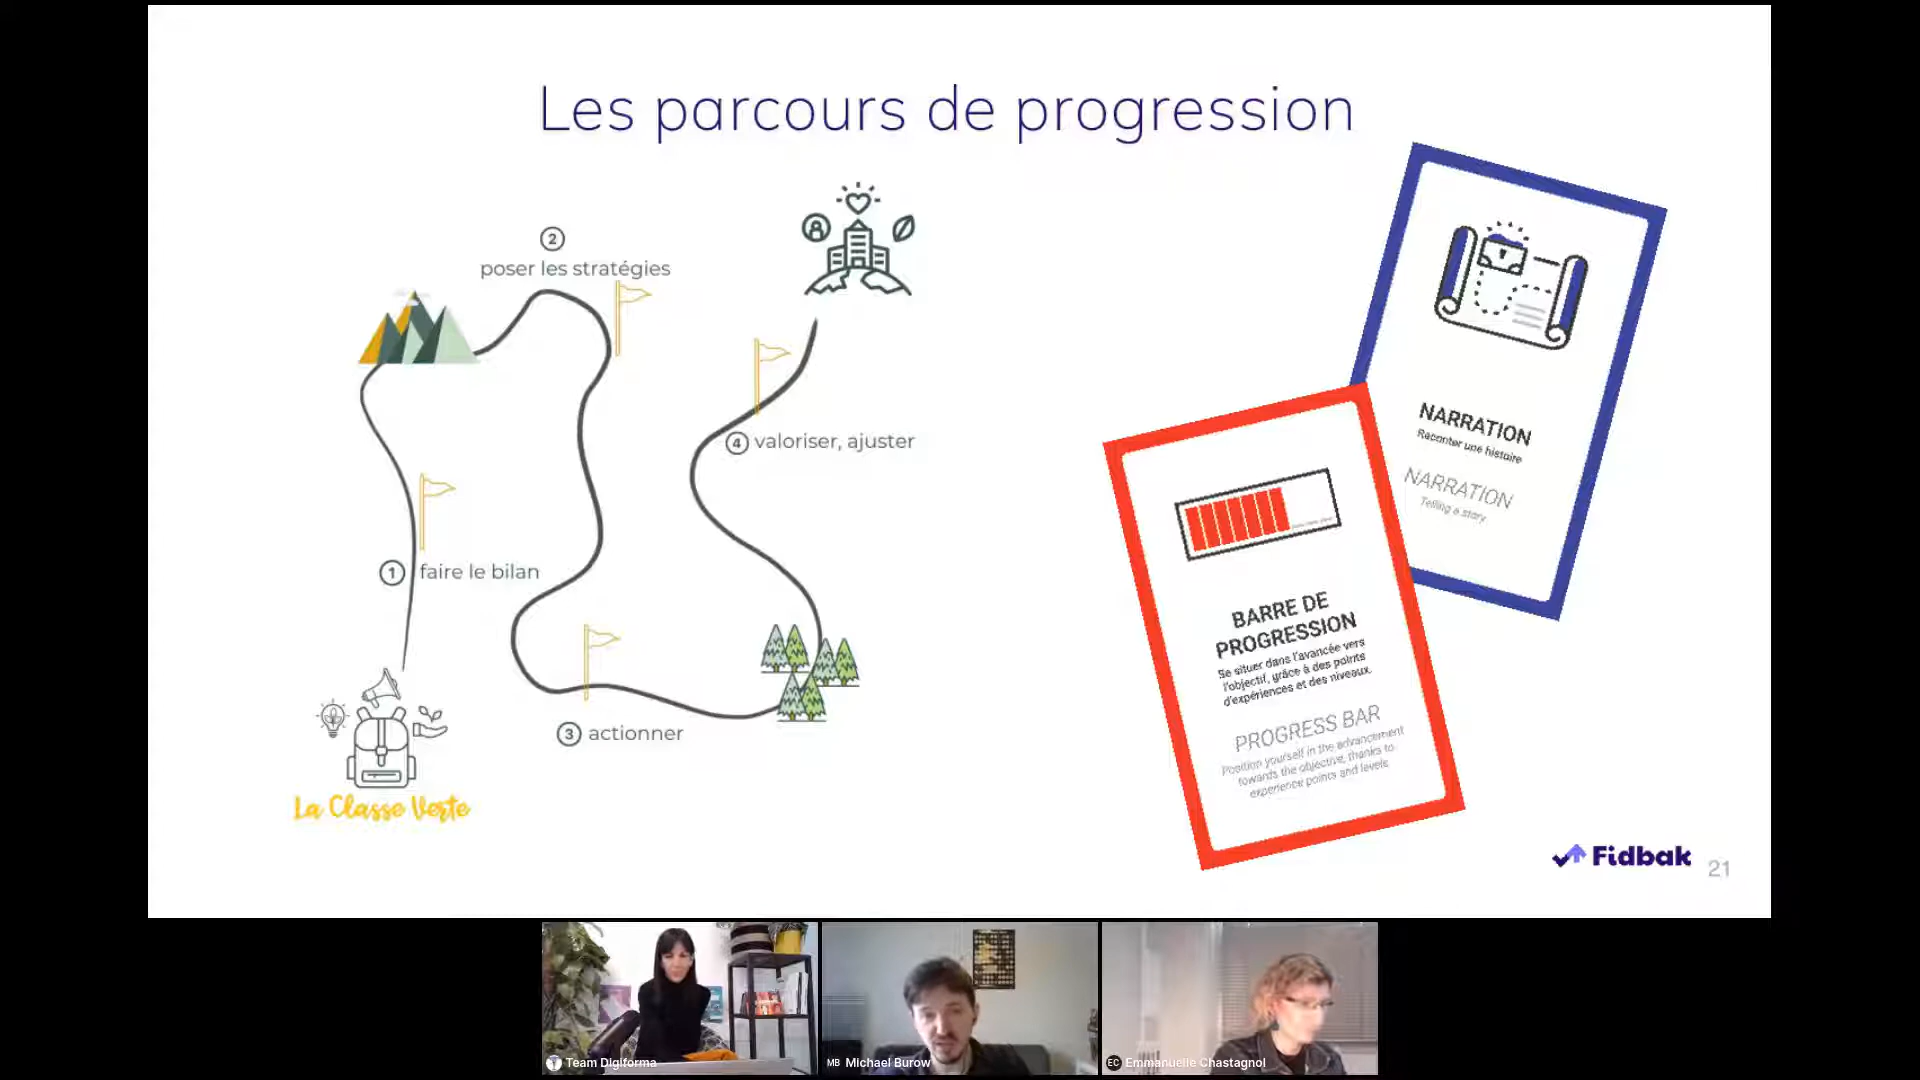 Les parcours de progression
2
poser les stratégies
4 valoriser, ajuster
1 faire le bilan
3 actionner
La Classe Verte
NARRATION
Raconter une histoire
NARRATION
Telling a story
BARRE DE
PROGRESSION
Se situer dans l'avancée vers
l'objectif, grâce à des points
d'expériences et des niveaux.
PROGRESS BAR
Position yourself in the advancement
towards the objective, thanks to
experience points and levels
Fidbak
21
Team Digiforma
MB Michael Burow
EC Emmanuelle Chastagnol